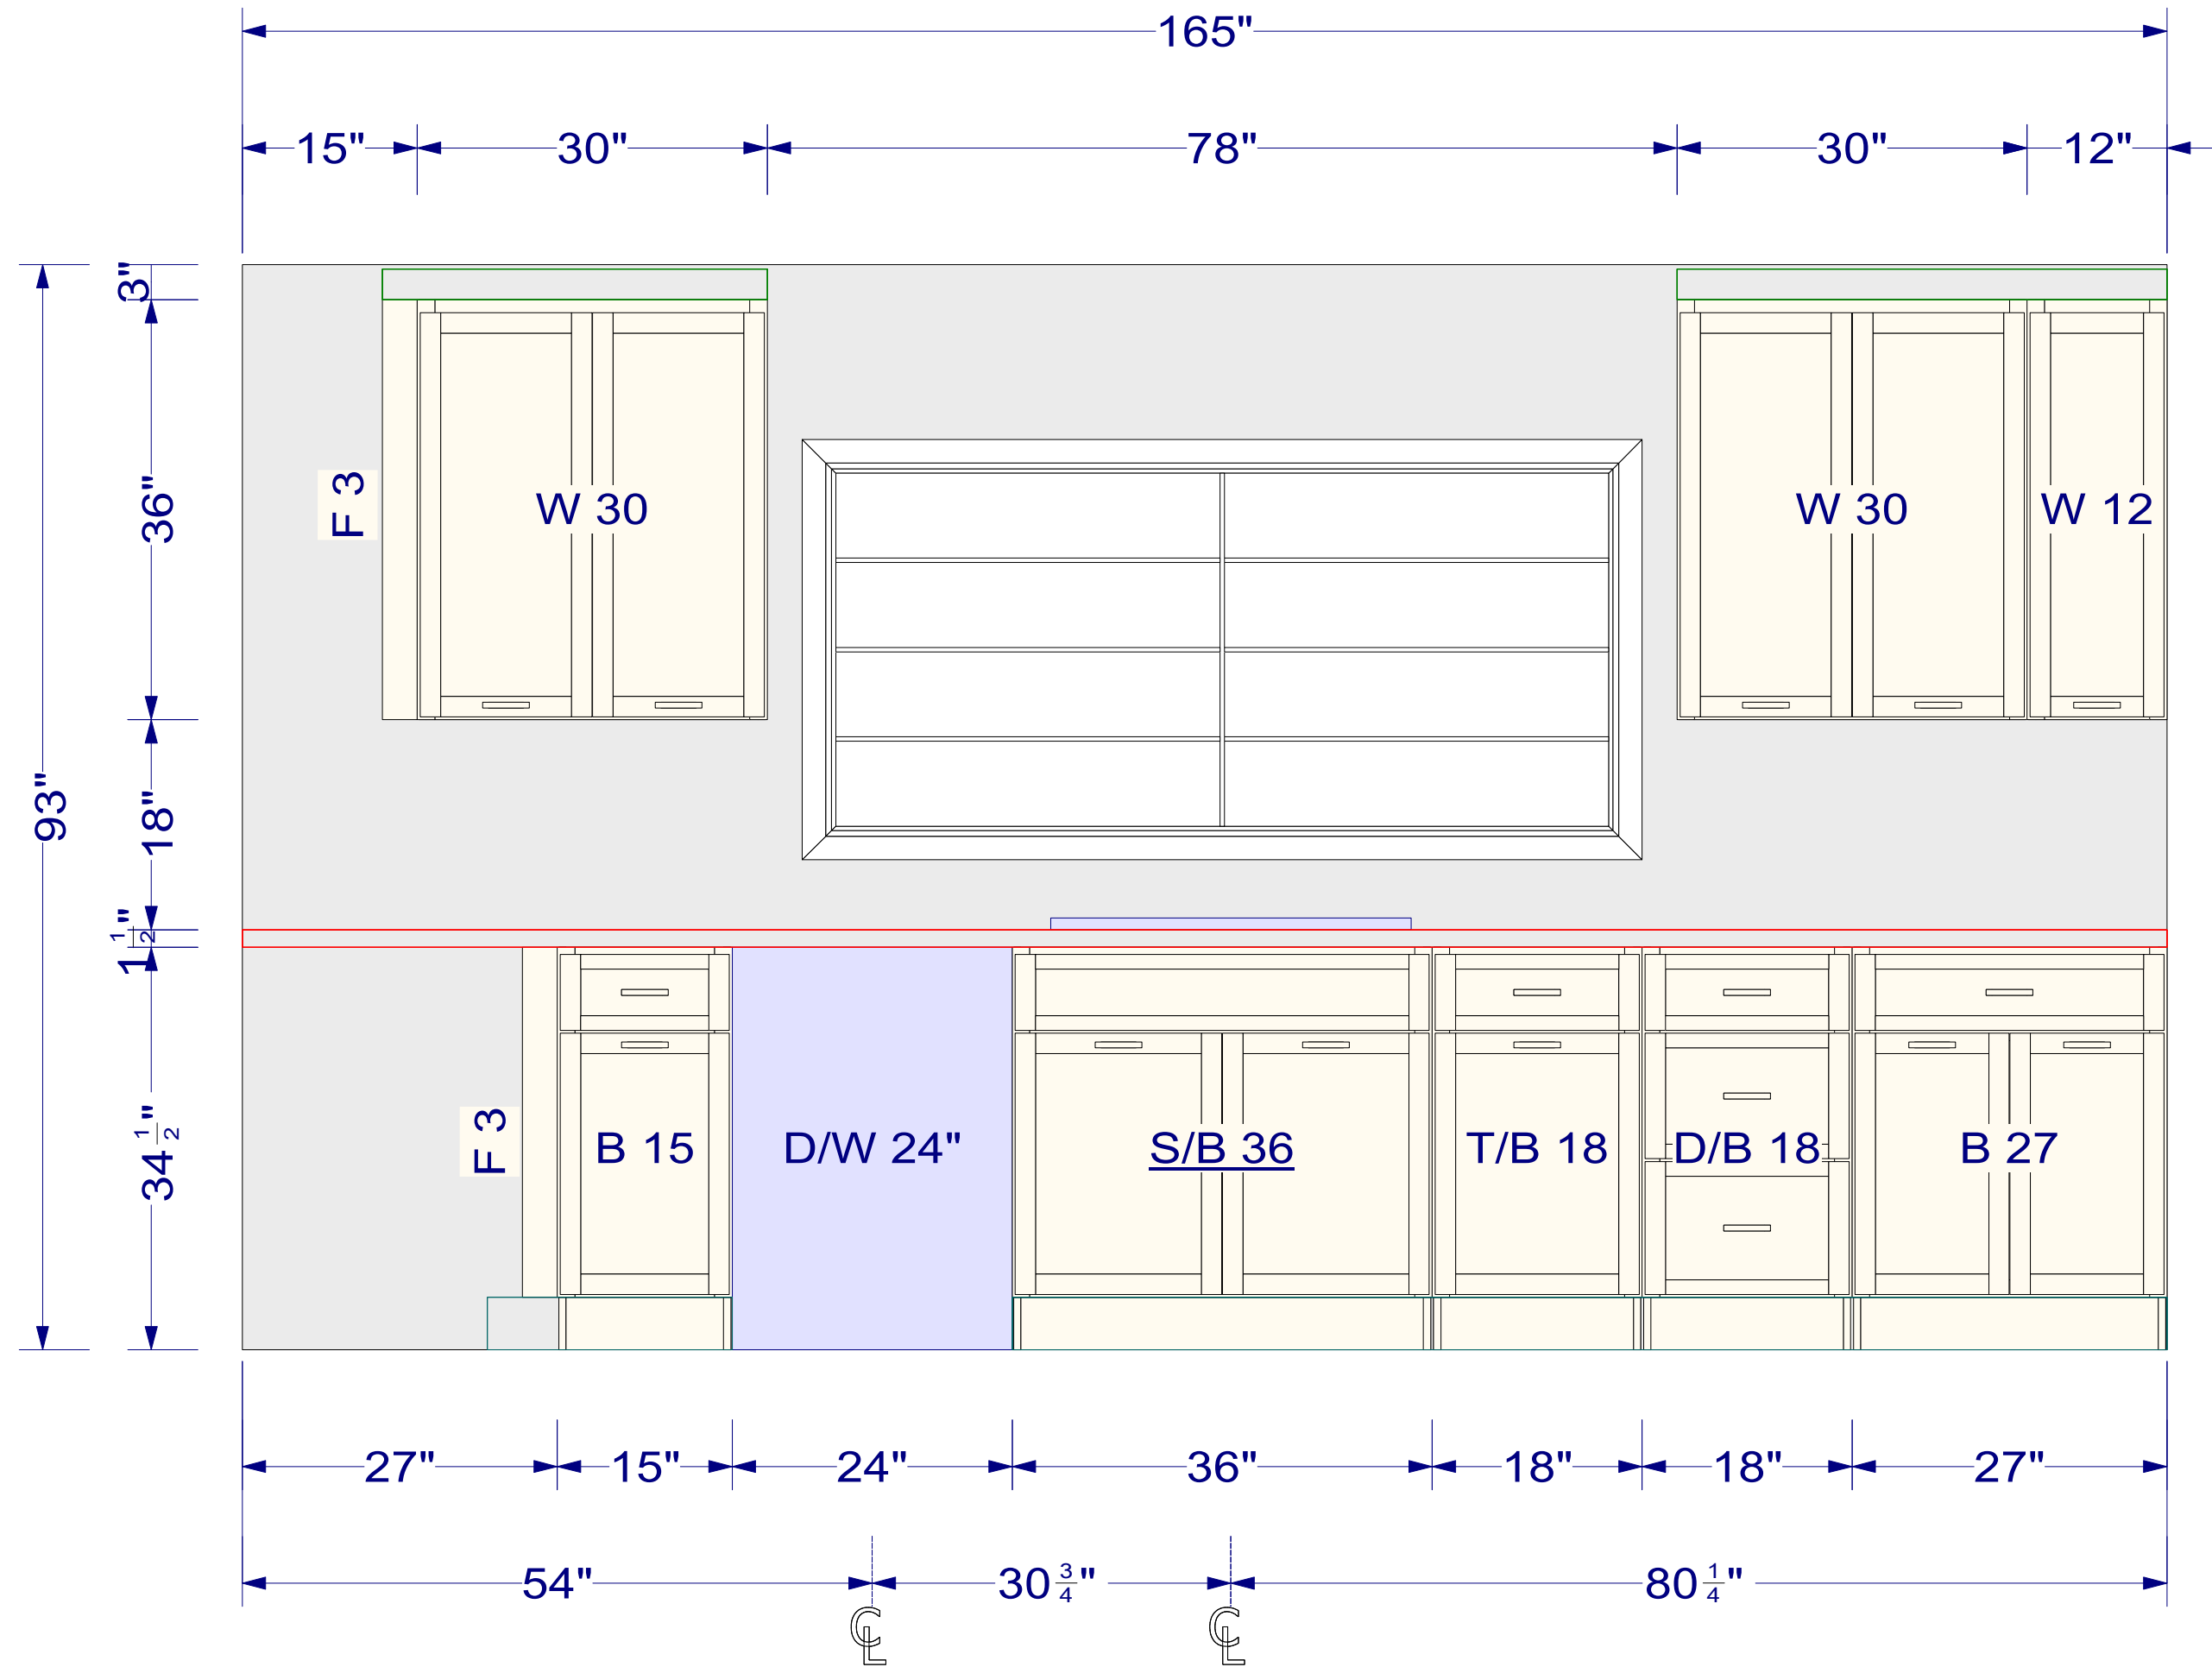 165"
15" 30" 78" 30" 12"
3"
36"
18"
1 1/2"
34 1/2"
93"
F 3
W 30
W 30
W 12
F 3
B 15
D/W 24"
S/B 36
T/B 18
D/B 18
B 27
27" 15" 24" 36" 18" 18" 27"
54" 30 3/4" 80 1/4"
CL CL